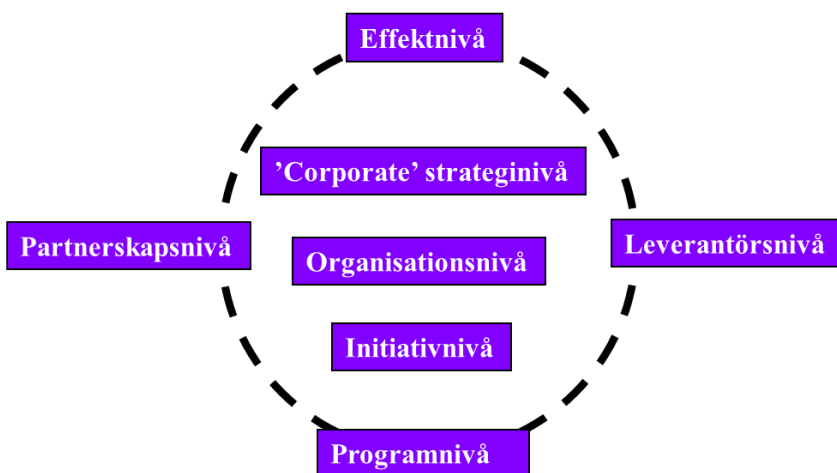 Effektnivå
’Corporate’ strateginivå
Partnerskapsnivå
Leverantörsnivå
Organisationsnivå
Initiativnivå
Programnivå